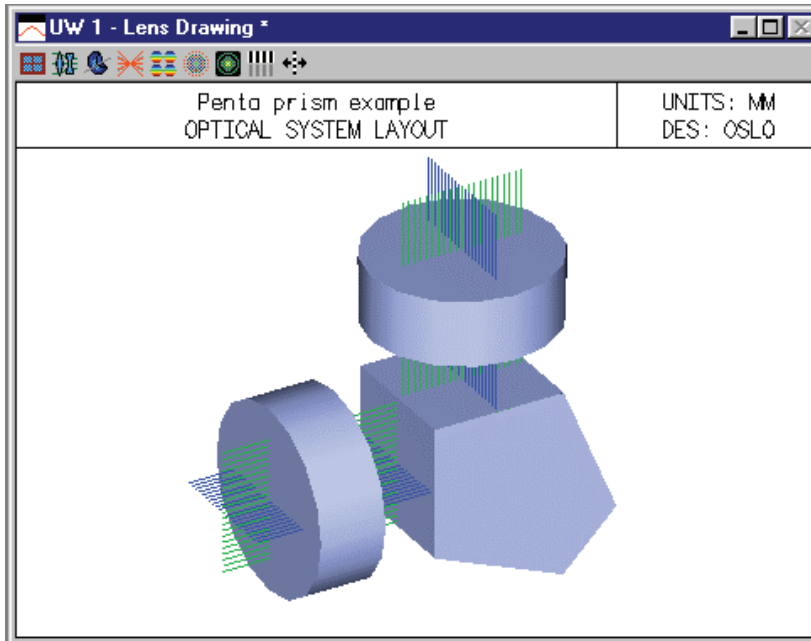 UW 1 - Lens Drawing *
Penta prism example
OPTICAL SYSTEM LAYOUT
UNITS: MM
DES: OSLO